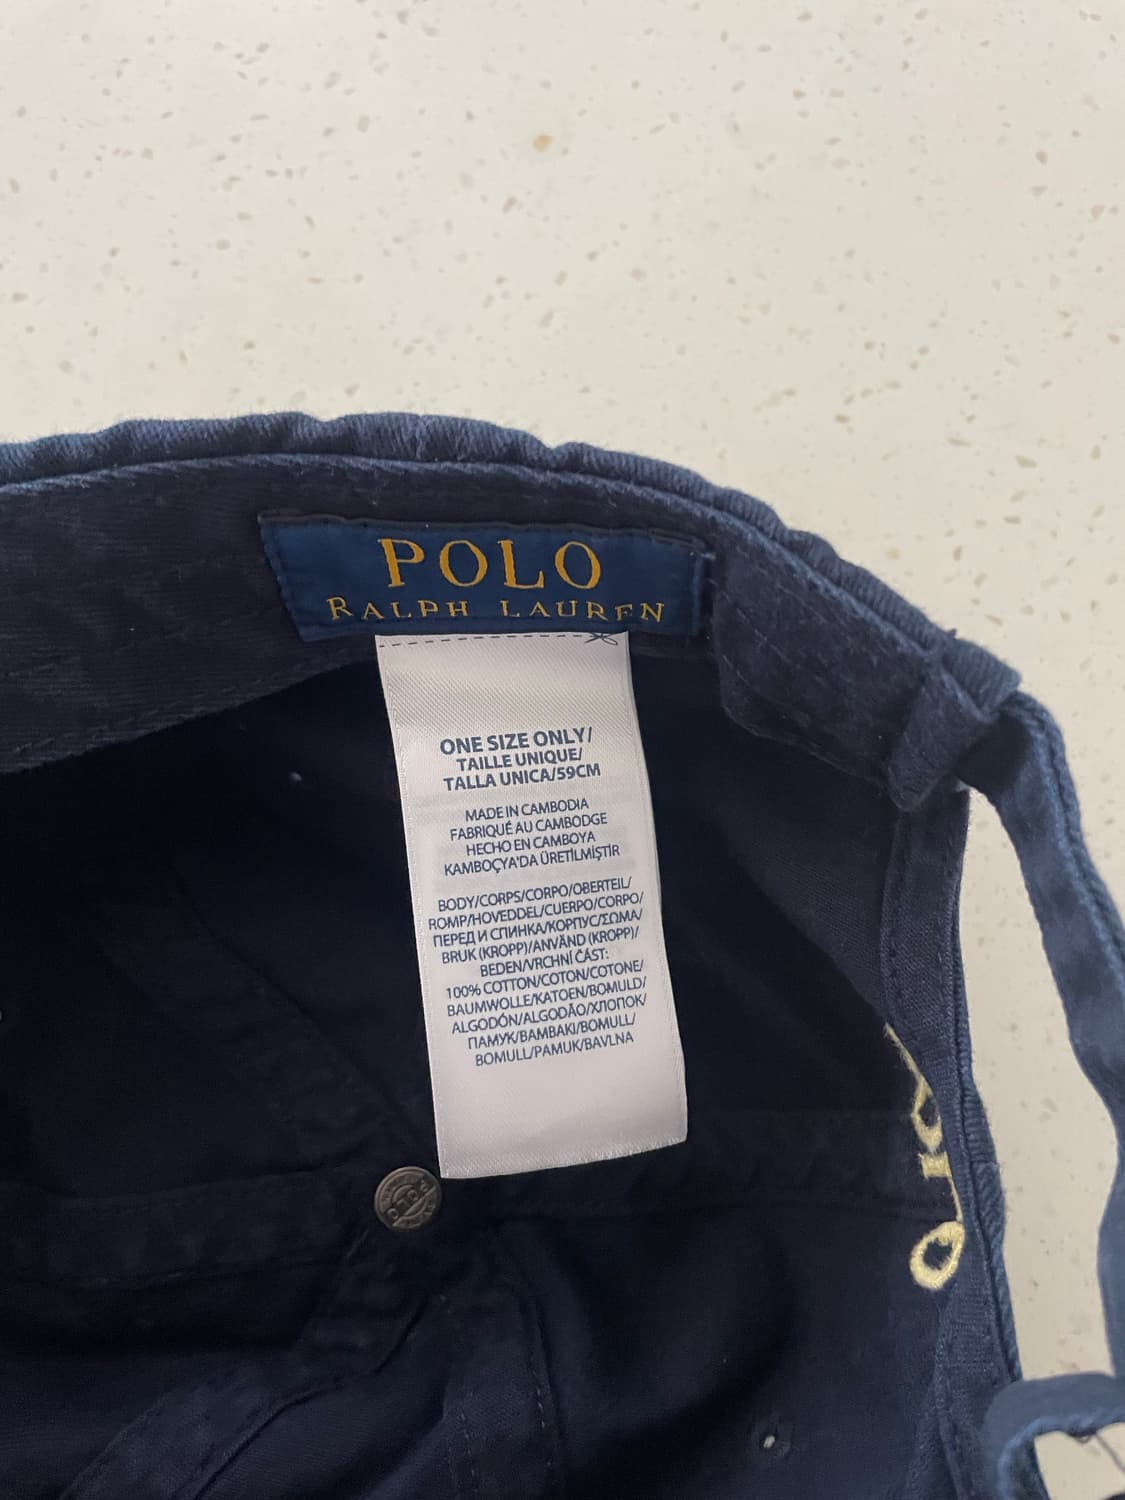 POLO
RALPH LAUREN
ONE SIZE ONLY/
TAILLE UNIQUE/
TALLA UNICA/59CM
MADE IN CAMBODIA
FABRIQUÉ AU CAMBODGE
HECHO EN CAMBOYA
KAMBOÇYA'DA ÜRETİLMİŞTİR
BODY/CORPS/CORPO/OBERTEIL/
ROMP/HOVEDDEL/CUERPO/CORPO/
ПЕРЕД И СПИНКА/КОРПУС/ΣΩΜΑ/
BRUK (KROPP)/ANVÄND (KROPP)/
BEDEN/VRCHNÍ ČÁST:
100% COTTON/COTON/COTONE/
BAUMWOLLE/KATOEN/BOMULD/
ALGODÓN/ALGODÃO/ХЛОПОК/
ПАМУК/BAMBAKI/BOMULL/
BOMULL/PAMUK/BAVLNA